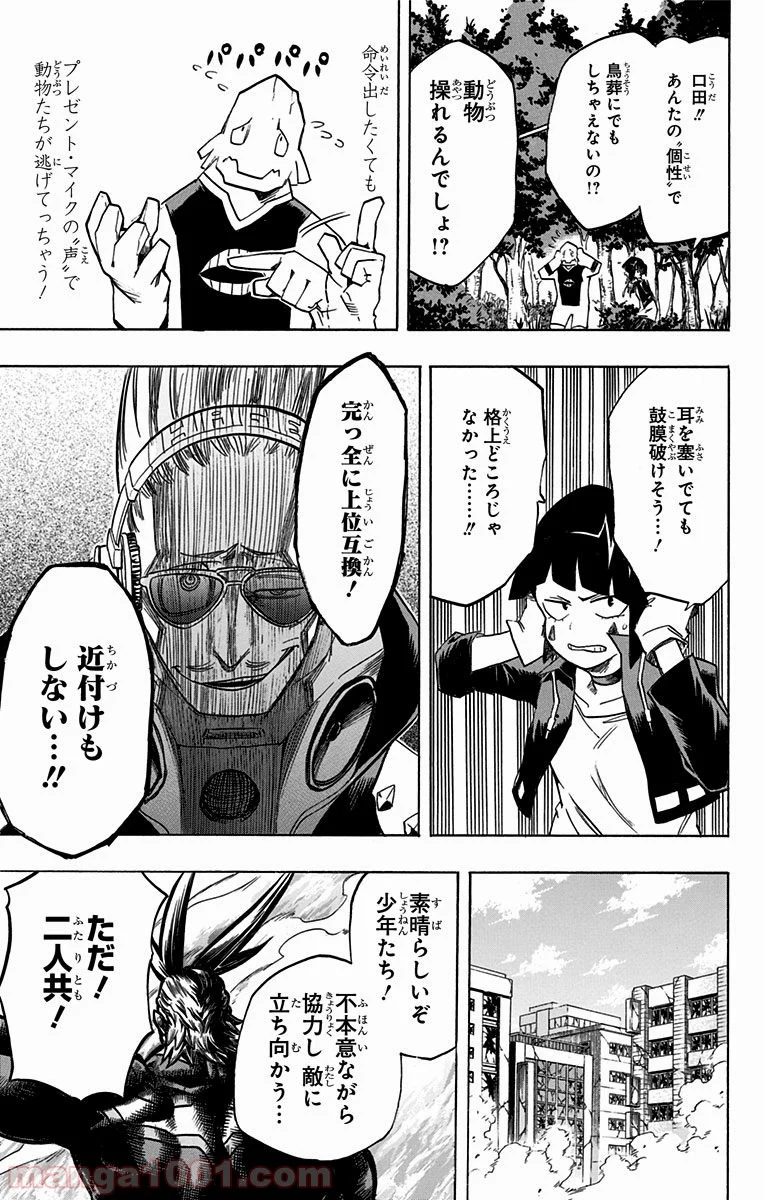 口田!!
あんたの〝個性〟で
鳥葬にでも
しちゃえないの!?
動物
操れるんでしょ!?
命令出したくても
プレゼント・マイクの〝声〟で
動物たちが逃げてっちゃう!
耳を塞いでても
鼓膜破けそう…!
格上どころじゃ
なかった……!!
完っ全に上位互換!
近付けも
しない…!!
素晴らしいぞ
少年たち!
不本意ながら
協力し敵に
立ち向かう…
ただ!
二人共!
manga1001.com